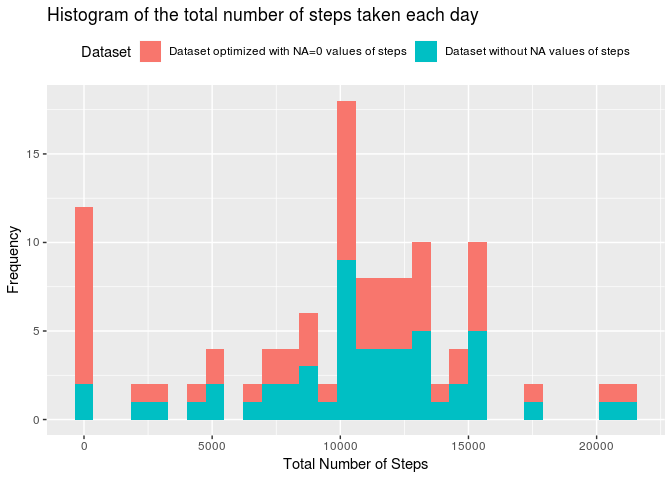 Histogram of the total number of steps taken each day
Dataset Dataset optimized with NA=0 values of steps Dataset without NA values of steps
Frequency
15
10
5
0
0 5000 10000 15000 20000
Total Number of Steps